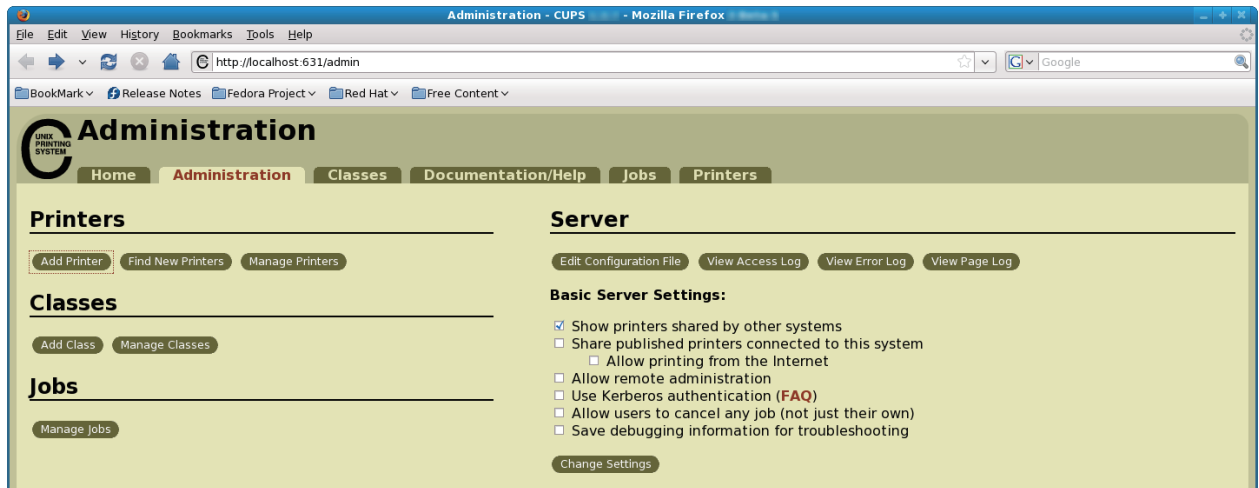 Administration - CUPS - Mozilla Firefox
File Edit View History Bookmarks Tools Help
http://localhost:631/admin
G Google
BookMark Release Notes Fedora Project Red Hat Free Content
UNIX
PRINTING
SYSTEM
Administration
Home Administration Classes Documentation/Help Jobs Printers
Printers
Add Printer Find New Printers Manage Printers
Classes
Add Class Manage Classes
Jobs
Manage Jobs
Server
Edit Configuration File View Access Log View Error Log View Page Log
Basic Server Settings:
Show printers shared by other systems
Share published printers connected to this system
Allow printing from the Internet
Allow remote administration
Use Kerberos authentication (FAQ)
Allow users to cancel any job (not just their own)
Save debugging information for troubleshooting
Change Settings